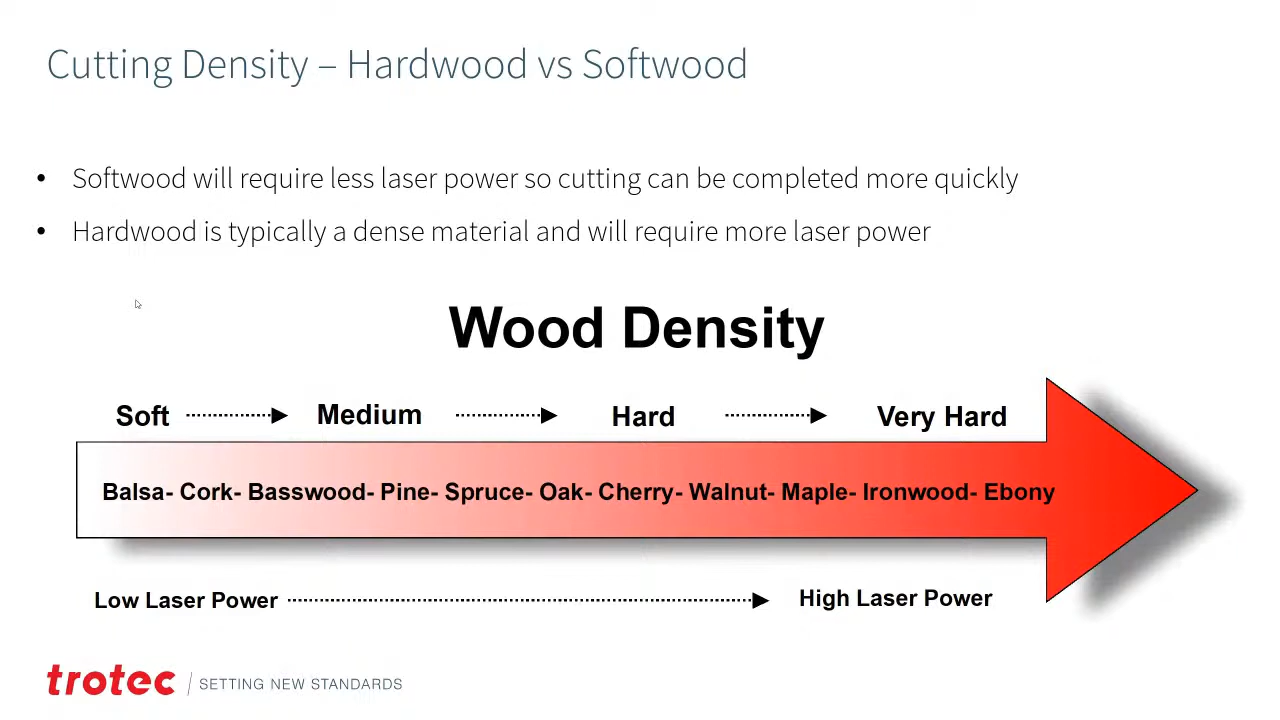 Cutting Density – Hardwood vs Softwood
• Softwood will require less laser power so cutting can be completed more quickly
• Hardwood is typically a dense material and will require more laser power
Wood Density
Soft Medium Hard Very Hard
Balsa- Cork- Basswood- Pine- Spruce- Oak- Cherry- Walnut- Maple- Ironwood- Ebony
Low Laser Power High Laser Power
trotec / SETTING NEW STANDARDS